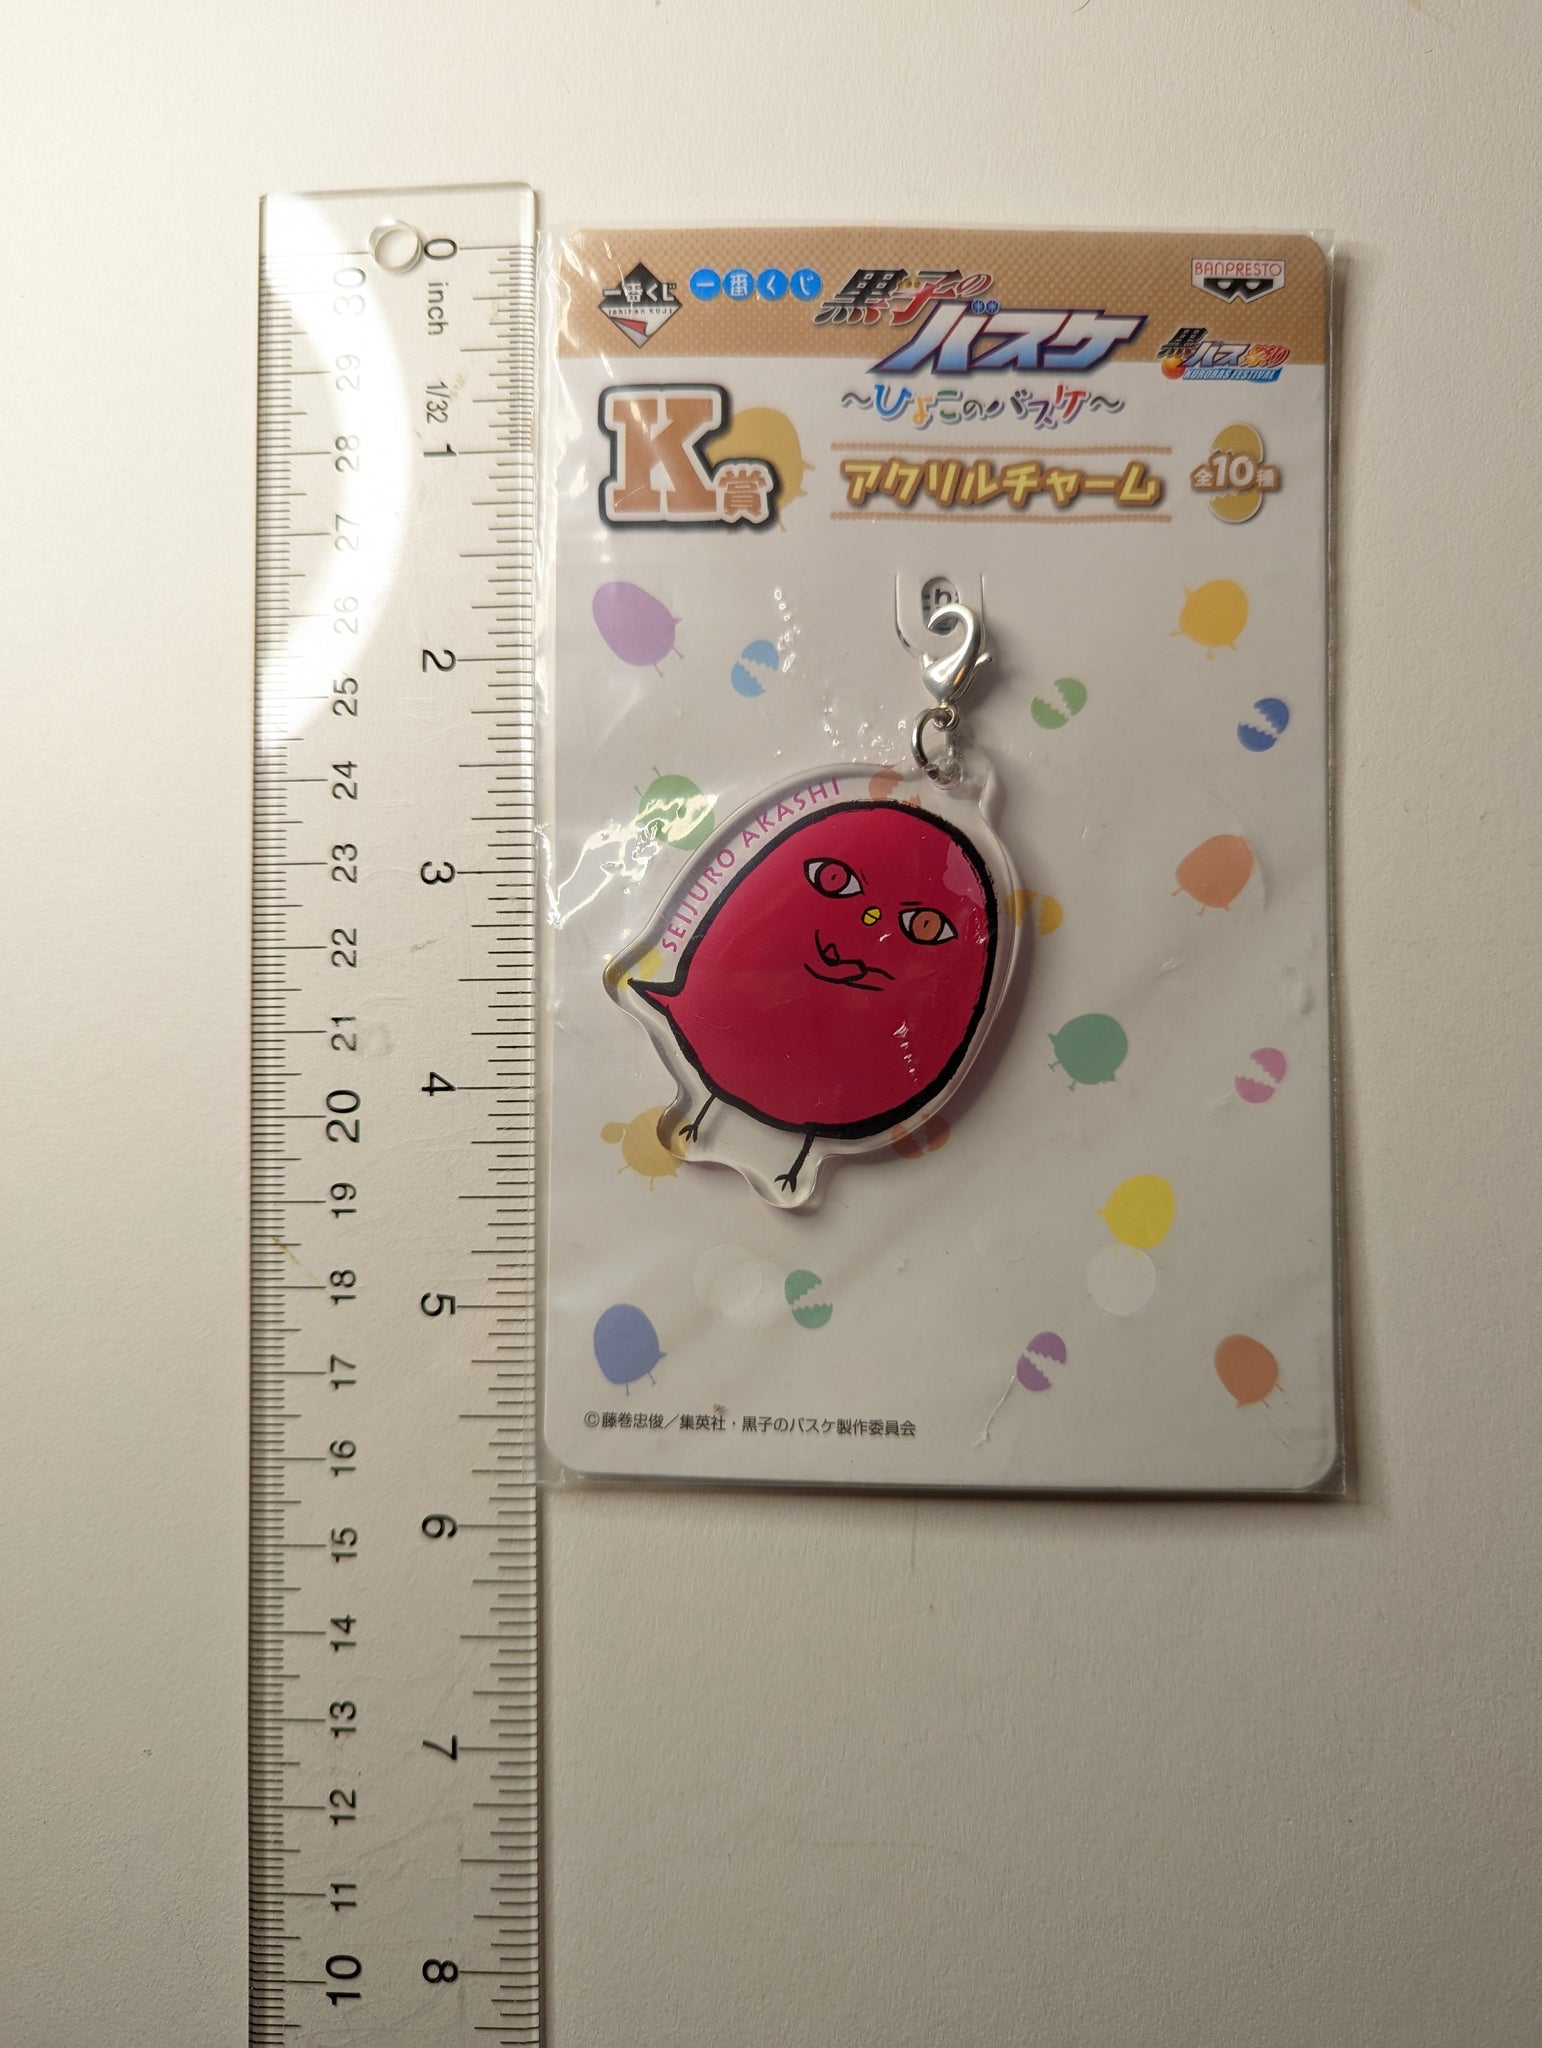 0 inch 1/32 1 2 3 4 5 6 7 8
30 29 28 27 26 25 24 23 22 21 20 19 18 17 16 15 14 13 12 11 10
一番くじ
Ichiban KUJI
一番くじ
黒子の
バスケ
BANPRESTO
黒バス祭り
KUROBAS FESTIVAL
〜ひよこのバスケ〜
K賞
アクリルチャーム
全10種
SEIJURO AKASHI
©藤巻忠俊／集英社・黒子のバスケ製作委員会